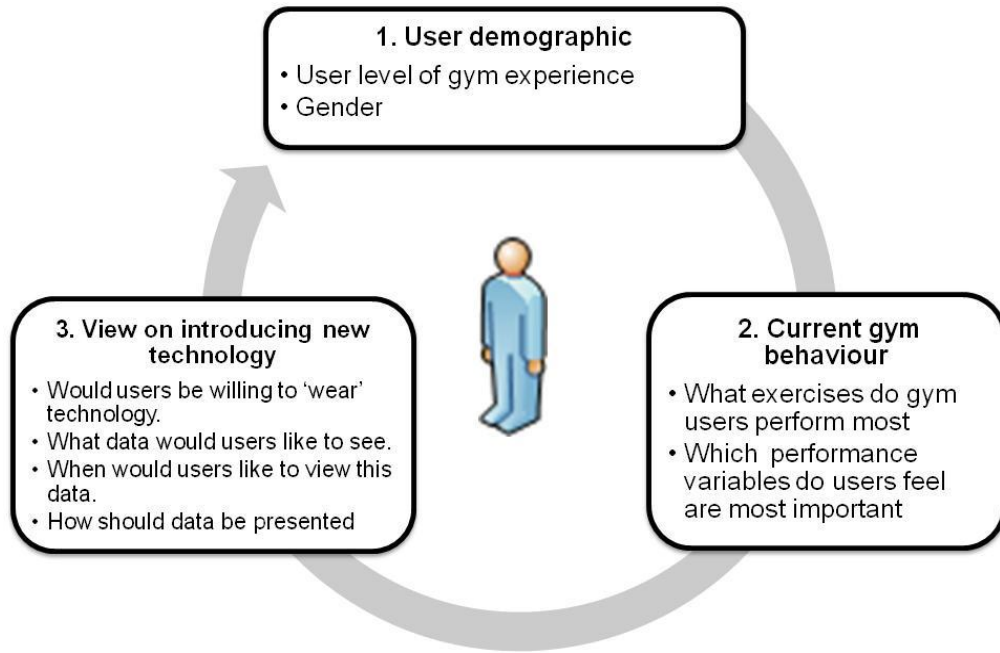 1. User demographic
• User level of gym experience
• Gender
2. Current gym
behaviour
• What exercises do gym
users perform most
• Which performance
variables do users feel
are most important
3. View on introducing new
technology
• Would users be willing to ‘wear’
technology.
• What data would users like to see.
• When would users like to view this
data.
• How should data be presented